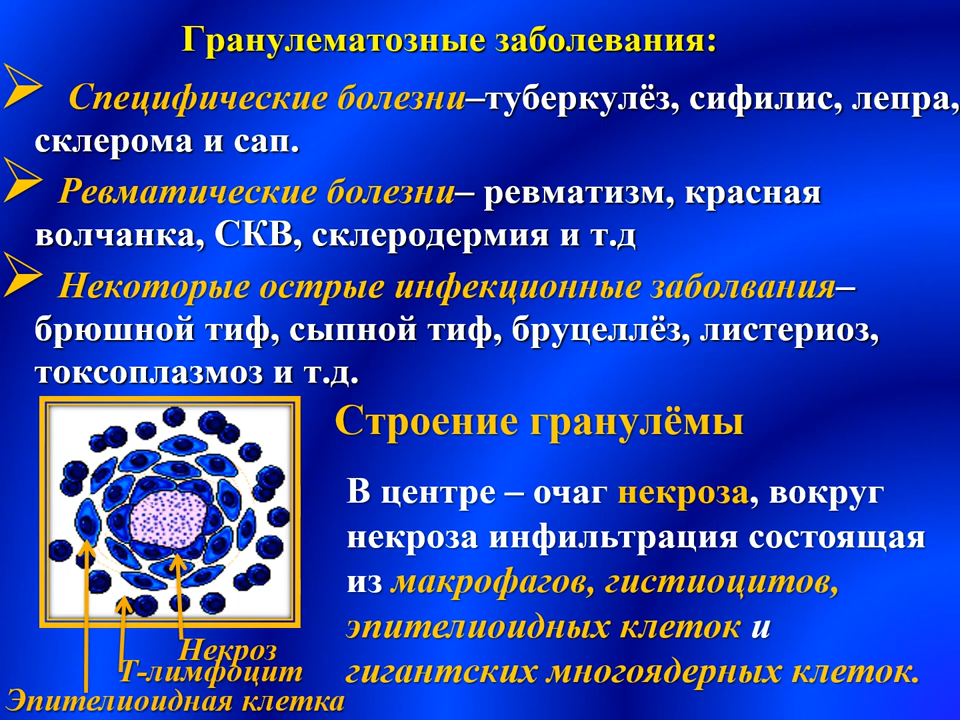 Гранулематозные заболевания:
Специфические болезни–туберкулёз, сифилис, лепра,
склерома и сап.
Ревматические болезни– ревматизм, красная
волчанка, СКВ, склеродермия и т.д
Некоторые острые инфекционные заболвания–
брюшной тиф, сыпной тиф, бруцеллёз, листериоз,
токсоплазмоз и т.д.
Строение гранулёмы
В центре – очаг некроза, вокруг
некроза инфильтрация состоящая
из макрофагов, гистиоцитов,
эпителиоидных клеток и
гигантских многоядерных клеток.
Некроз
Т-лимфоцит
Эпителиоидная клетка